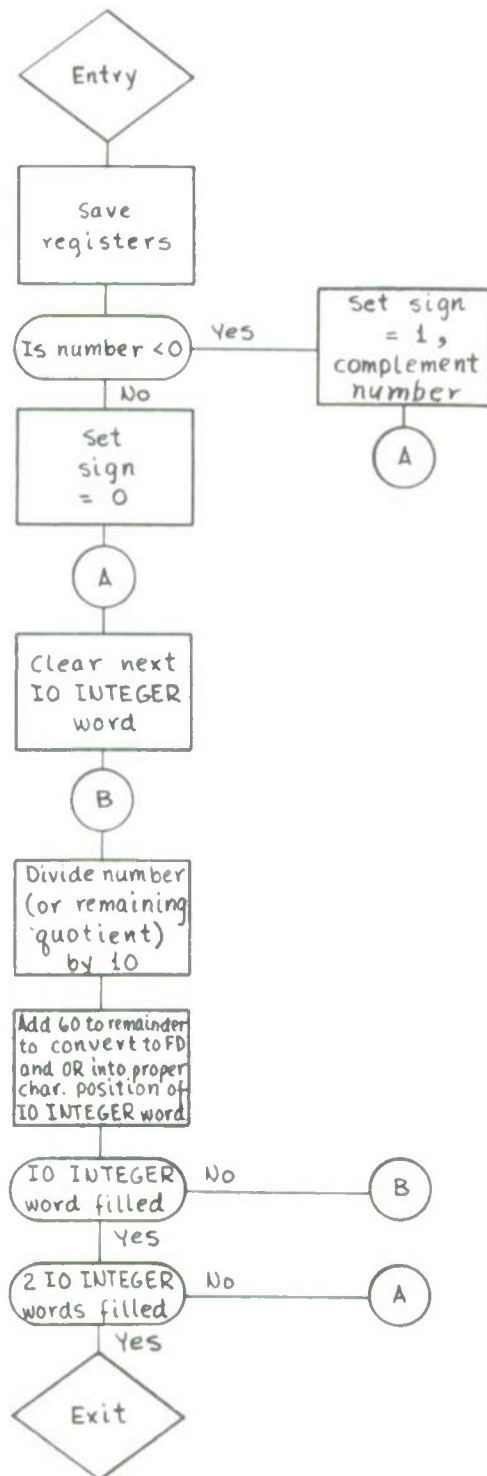 Entry
Save
registers
Is number <0
Yes
Set sign
= 1,
complement
number
A
No
Set
sign
= 0
A
Clear next
IO INTEGER
word
B
Divide number
(or remaining
quotient)
by 10
Add 60 to remainder
to convert to FD
and OR into proper
char. position of
IO INTEGER word
IO INTEGER
word filled
No
B
Yes
2 IO INTEGER
words filled
No
A
Yes
Exit